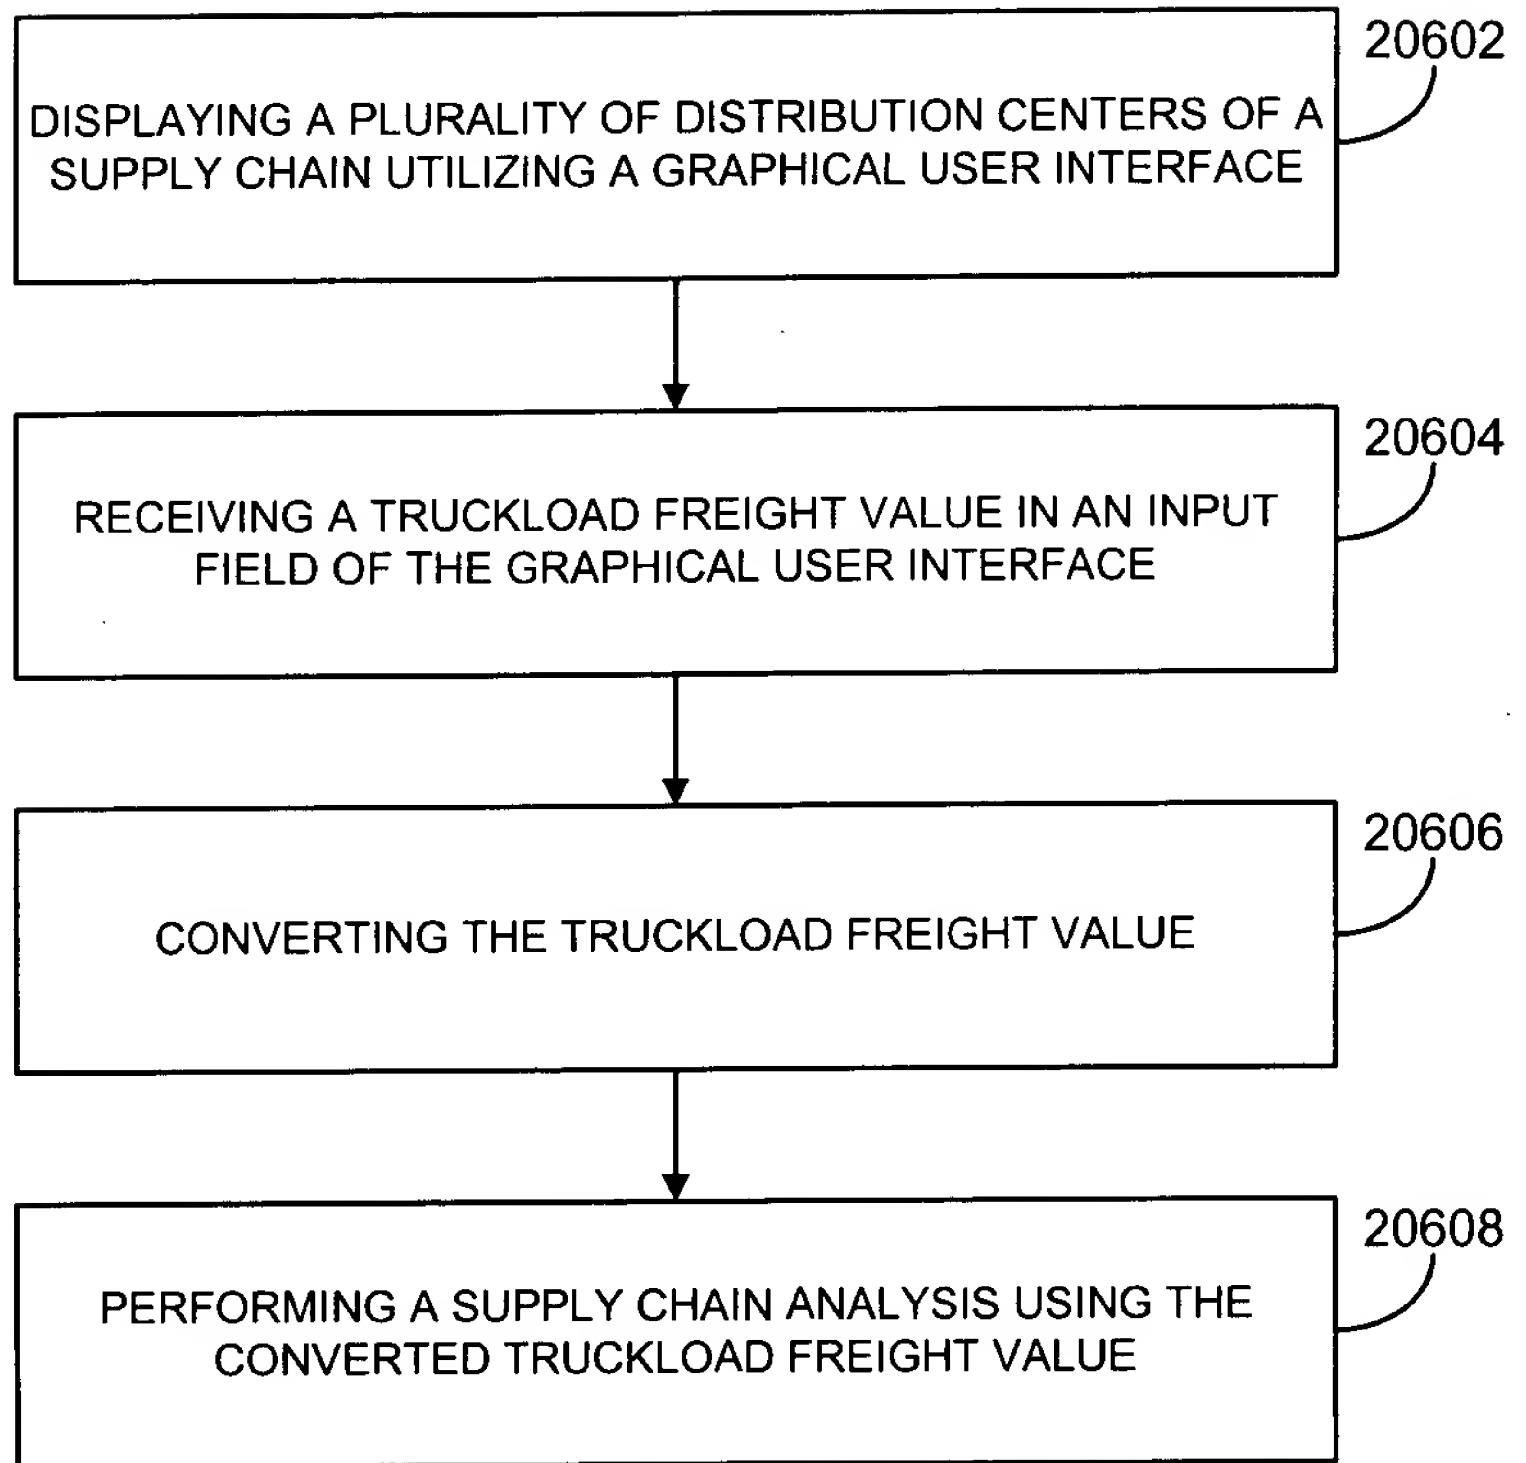 20602
DISPLAYING A PLURALITY OF DISTRIBUTION CENTERS OF A
SUPPLY CHAIN UTILIZING A GRAPHICAL USER INTERFACE
20604
RECEIVING A TRUCKLOAD FREIGHT VALUE IN AN INPUT
FIELD OF THE GRAPHICAL USER INTERFACE
20606
CONVERTING THE TRUCKLOAD FREIGHT VALUE
20608
PERFORMING A SUPPLY CHAIN ANALYSIS USING THE
CONVERTED TRUCKLOAD FREIGHT VALUE